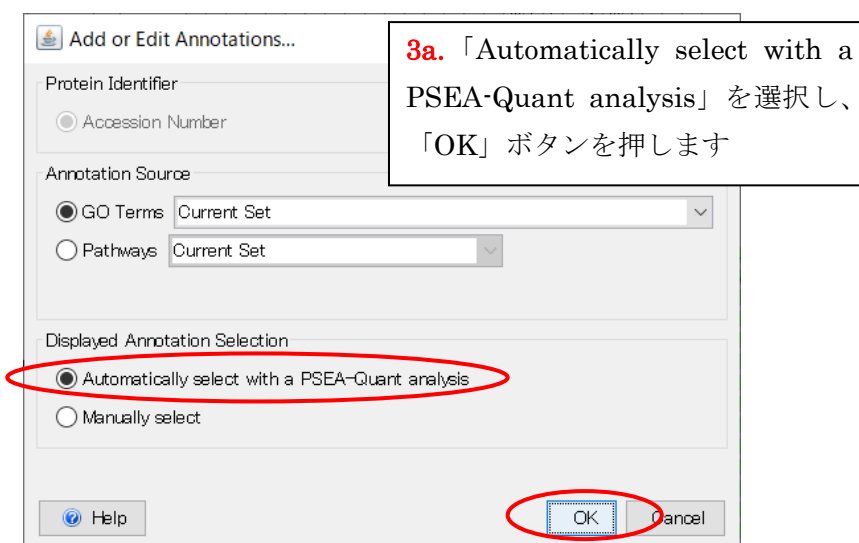 Add or Edit Annotations...
3a.「Automatically select with a
PSEA-Quant analysis」を選択し、
「OK」ボタンを押します
Protein Identifier
Accession Number
Annotation Source
GO Terms Current Set
Pathways Current Set
Displayed Annotation Selection
Automatically select with a PSEA-Quant analysis
Manually select
Help OK Cancel